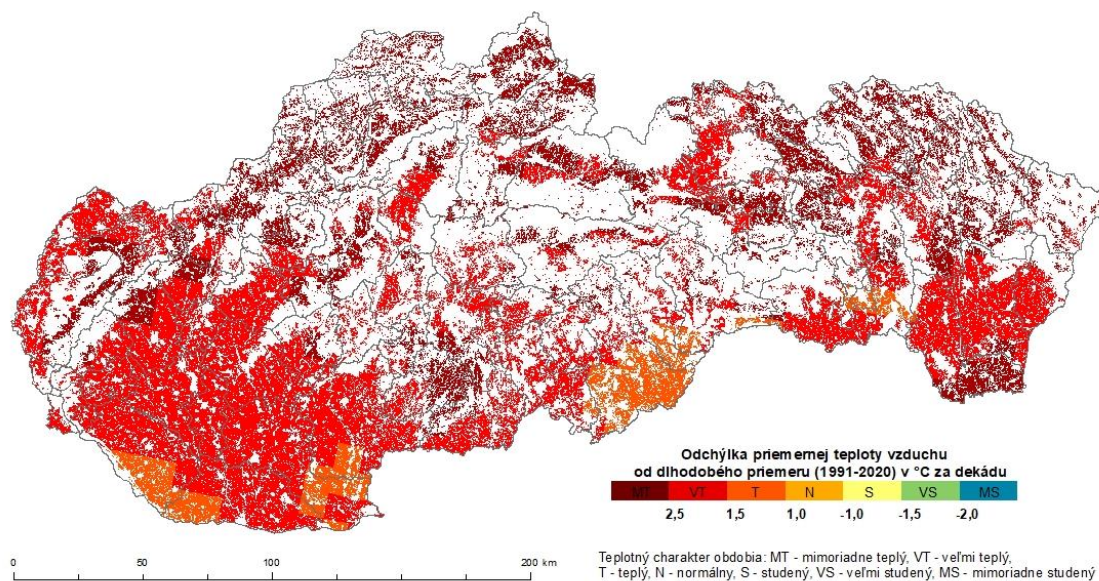 Odchýlka priemernej teploty vzduchu
od dlhodobého priemeru (1991-2020) v °C za dekádu
MT VT T N S VS MS
2,5 1,5 1,0 -1,0 -1,5 -2,0
0 50 100 200 km
Teplotný charakter obdobia: MT - mimoriadne teplý, VT - veľmi teplý,
T - teplý, N - normálny, S - studený, VS - veľmi studený, MS - mimoriadne studený